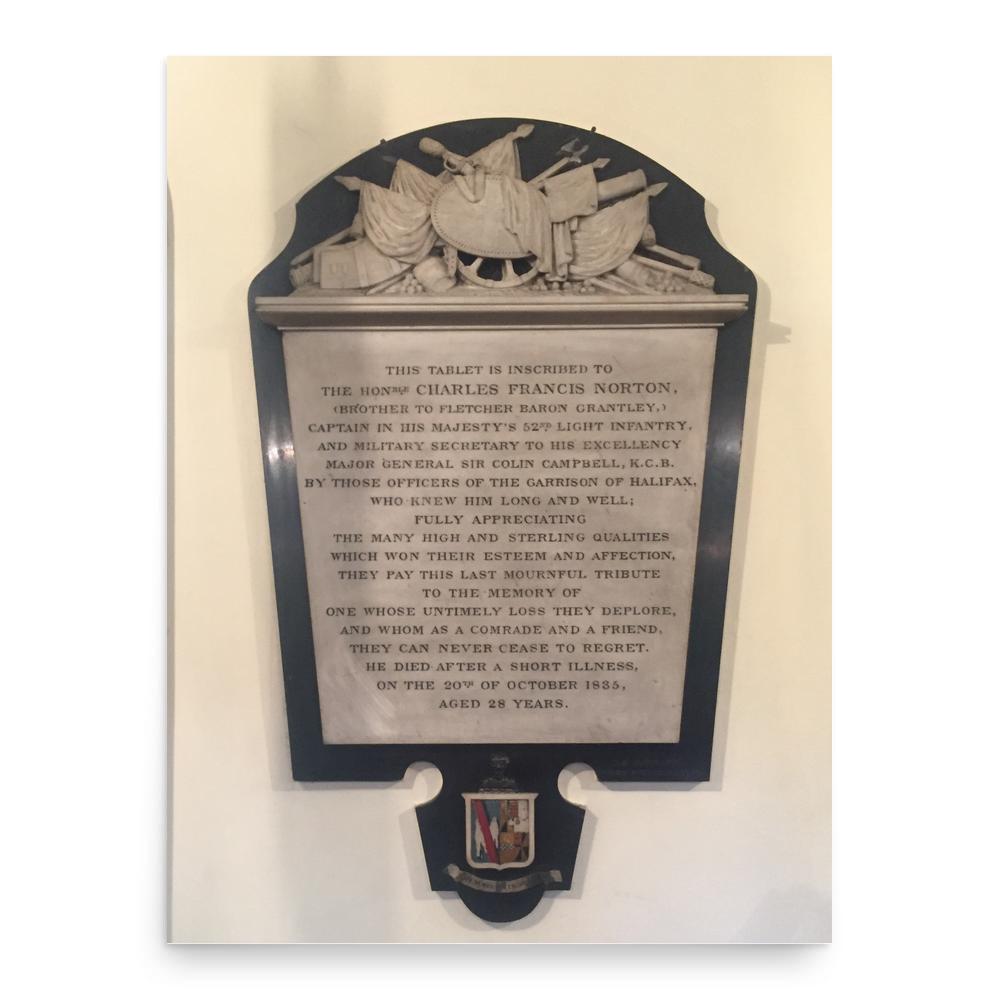 THIS TABLET IS INSCRIBED TO
THE HONBLE CHARLES FRANCIS NORTON,
(BROTHER TO FLETCHER BARON GRANTLEY,)
CAPTAIN IN HIS MAJESTY'S 52ND LIGHT INFANTRY,
AND MILITARY SECRETARY TO HIS EXCELLENCY
MAJOR GENERAL SIR COLIN CAMPBELL, K.C.B.
BY THOSE OFFICERS OF THE GARRISON OF HALIFAX,
WHO KNEW HIM LONG AND WELL;
FULLY APPRECIATING
THE MANY HIGH AND STERLING QUALITIES
WHICH WON THEIR ESTEEM AND AFFECTION,
THEY PAY THIS LAST MOURNFUL TRIBUTE
TO THE MEMORY OF
ONE WHOSE UNTIMELY LOSS THEY DEPLORE,
AND WHOM AS A COMRADE AND A FRIEND,
THEY CAN NEVER CEASE TO REGRET.
HE DIED AFTER A SHORT ILLNESS,
ON THE 20TH OF OCTOBER 1835,
AGED 28 YEARS.